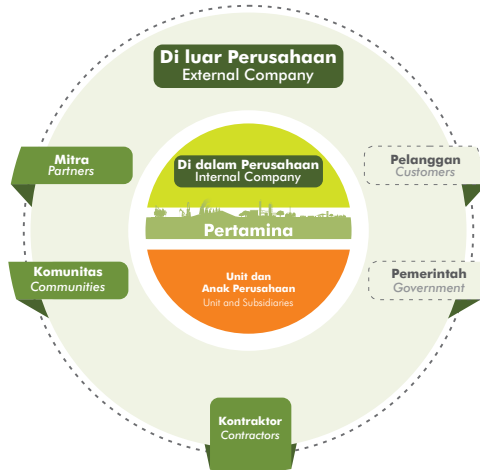 Di luar Perusahaan
External Company
Mitra
Partners
Di dalam Perusahaan
Internal Company
Pelanggan
Customers
Pertamina
Komunitas
Communities
Unit dan
Anak Perusahaan
Unit and Subsidiaries
Pemerintah
Government
Kontraktor
Contractors